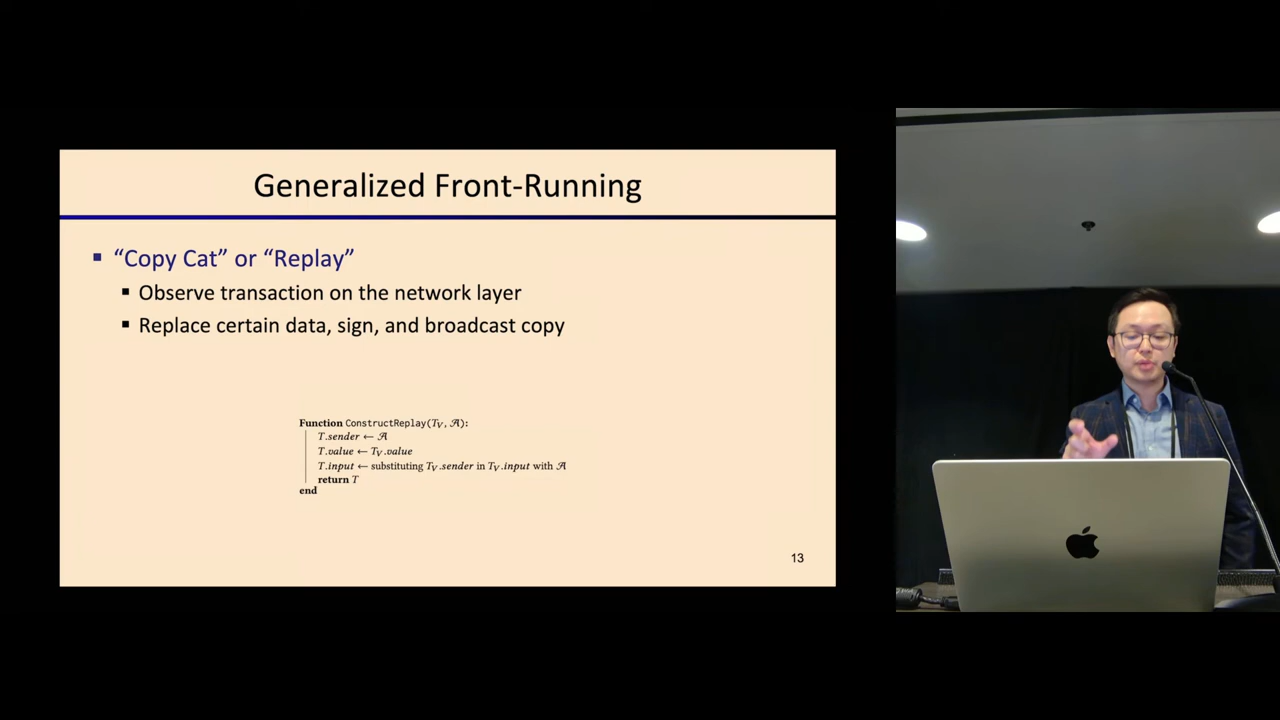 Generalized Front-Running
▪ “Copy Cat” or “Replay”
▪ Observe transaction on the network layer
▪ Replace certain data, sign, and broadcast copy
Function ConstructReplay(T_V, 𝒜):
T.sender ← 𝒜
T.value ← T_V.value
T.input ← substituting T_V.sender in T_V.input with 𝒜
return T
end
13